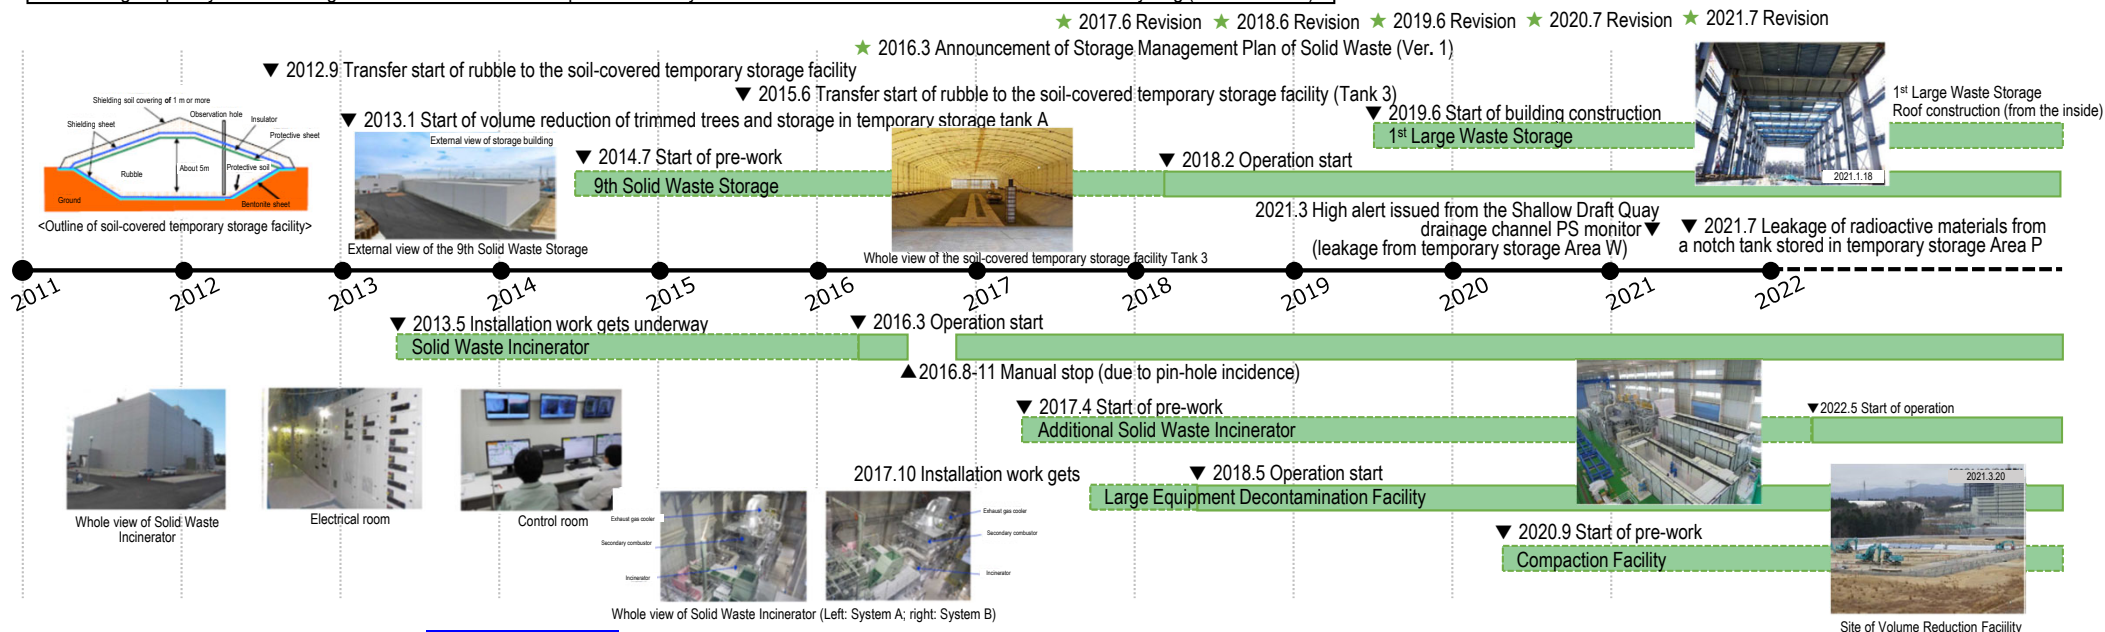 ★ 2017.6 Revision ★ 2018.6 Revision ★ 2019.6 Revision ★ 2020.7 Revision ★ 2021.7 Revision
★ 2016.3 Announcement of Storage Management Plan of Solid Waste (Ver. 1)
▼ 2012.9 Transfer start of rubble to the soil-covered temporary storage facility
▼ 2015.6 Transfer start of rubble to the soil-covered temporary storage facility (Tank 3)
▼ 2013.1 Start of volume reduction of trimmed trees and storage in temporary storage tank A
▼ 2019.6 Start of building construction
1st Large Waste Storage
1st Large Waste Storage
Roof construction (from the inside)
2021.1.18
Shielding soil covering of 1 m or more
Shielding sheet
Observation hole
Insulator
Protective sheet
Rubble
About 5m
Protective soil
Ground
Bentonite sheet
<Outline of soil-covered temporary storage facility>
External view of storage building
External view of the 9th Solid Waste Storage
▼ 2014.7 Start of pre-work
9th Solid Waste Storage
▼ 2018.2 Operation start
Whole view of the soil-covered temporary storage facility Tank 3
2021.3 High alert issued from the Shallow Draft Quay
drainage channel PS monitor ▼
(leakage from temporary storage Area W)
▼ 2021.7 Leakage of radioactive materials from
a notch tank stored in temporary storage Area P
2011 2012 2013 2014 2015 2016 2017 2018 2019 2020 2021 2022
▼ 2013.5 Installation work gets underway
Solid Waste Incinerator
▼ 2016.3 Operation start
▲ 2016.8-11 Manual stop (due to pin-hole incidence)
▼ 2017.4 Start of pre-work
Additional Solid Waste Incinerator
▼2022.5 Start of operation
2017.10 Installation work gets
▼ 2018.5 Operation start
Large Equipment Decontamination Facility
▼ 2020.9 Start of pre-work
Compaction Facility
2021.3.20
Site of Volume Reduction Faciility
Whole view of Solid Waste
Incinerator
Electrical room
Control room
Exhaust gas cooler
Secondary combustor
Incinerator
Exhaust gas cooler
Secondary combustor
Incinerator
Whole view of Solid Waste Incinerator (Left: System A; right: System B)